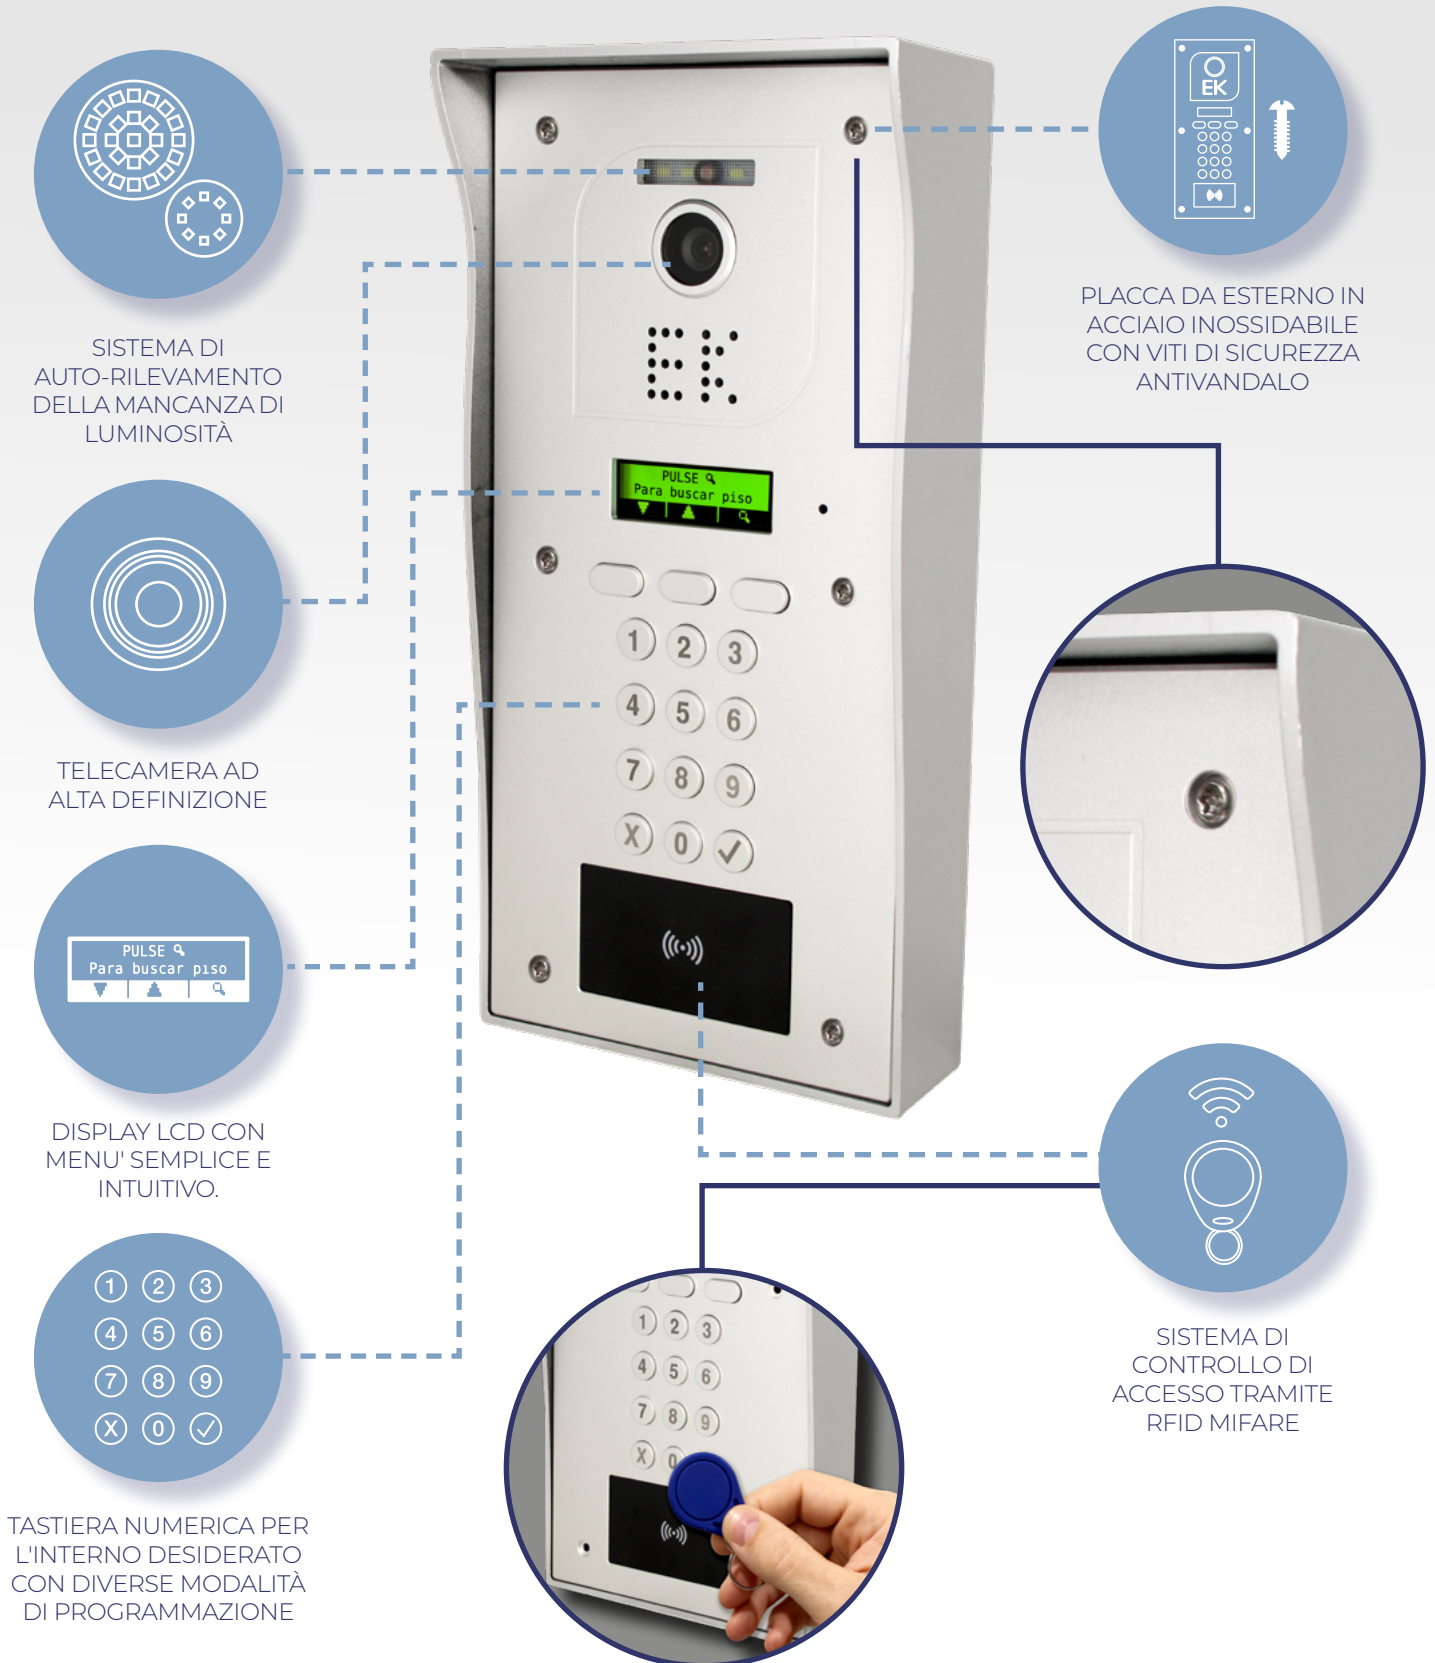 SISTEMA DI
AUTO-RILEVAMENTO
DELLA MANCANZA DI
LUMINOSITÀ
TELECAMERA AD
ALTA DEFINIZIONE
PULSE
Para buscar piso
DISPLAY LCD CON
MENU' SEMPLICE E
INTUITIVO.
1 2 3
4 5 6
7 8 9
X 0 ✓
TASTIERA NUMERICA PER
L'INTERNO DESIDERATO
CON DIVERSE MODALITÀ
DI PROGRAMMAZIONE
EK
PULSE
Para buscar piso
1 2 3
4 5 6
7 8 9
X 0 ✓
1 2 3
4 5 6
7 8 9
X 0
EK
PLACCA DA ESTERNO IN
ACCIAIO INOSSIDABILE
CON VITI DI SICUREZZA
ANTIVANDALO
SISTEMA DI
CONTROLLO DI
ACCESSO TRAMITE
RFID MIFARE